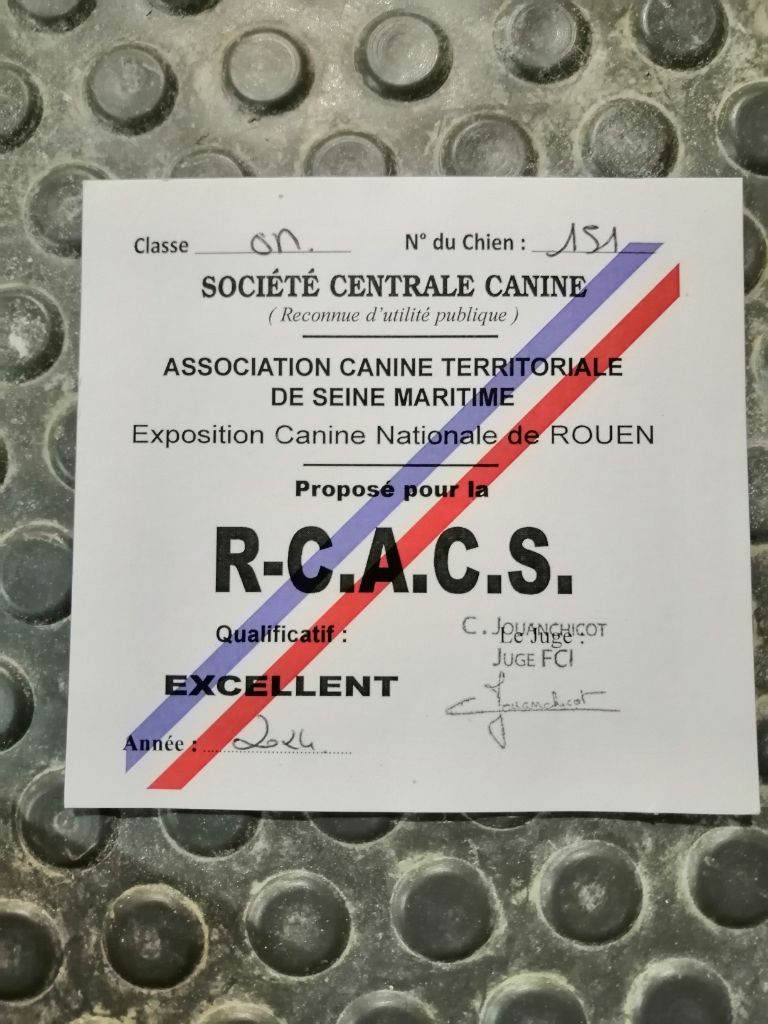 Classe on. N° du Chien : 151
SOCIÉTÉ CENTRALE CANINE
( Reconnue d'utilité publique )
ASSOCIATION CANINE TERRITORIALE
DE SEINE MARITIME
Exposition Canine Nationale de ROUEN
Proposé pour la
R-C.A.C.S.
Qualificatif : Le Juge :
C. JOUANCHICOT
JUGE FCI
EXCELLENT
Jouanchicot
Année : 2024.